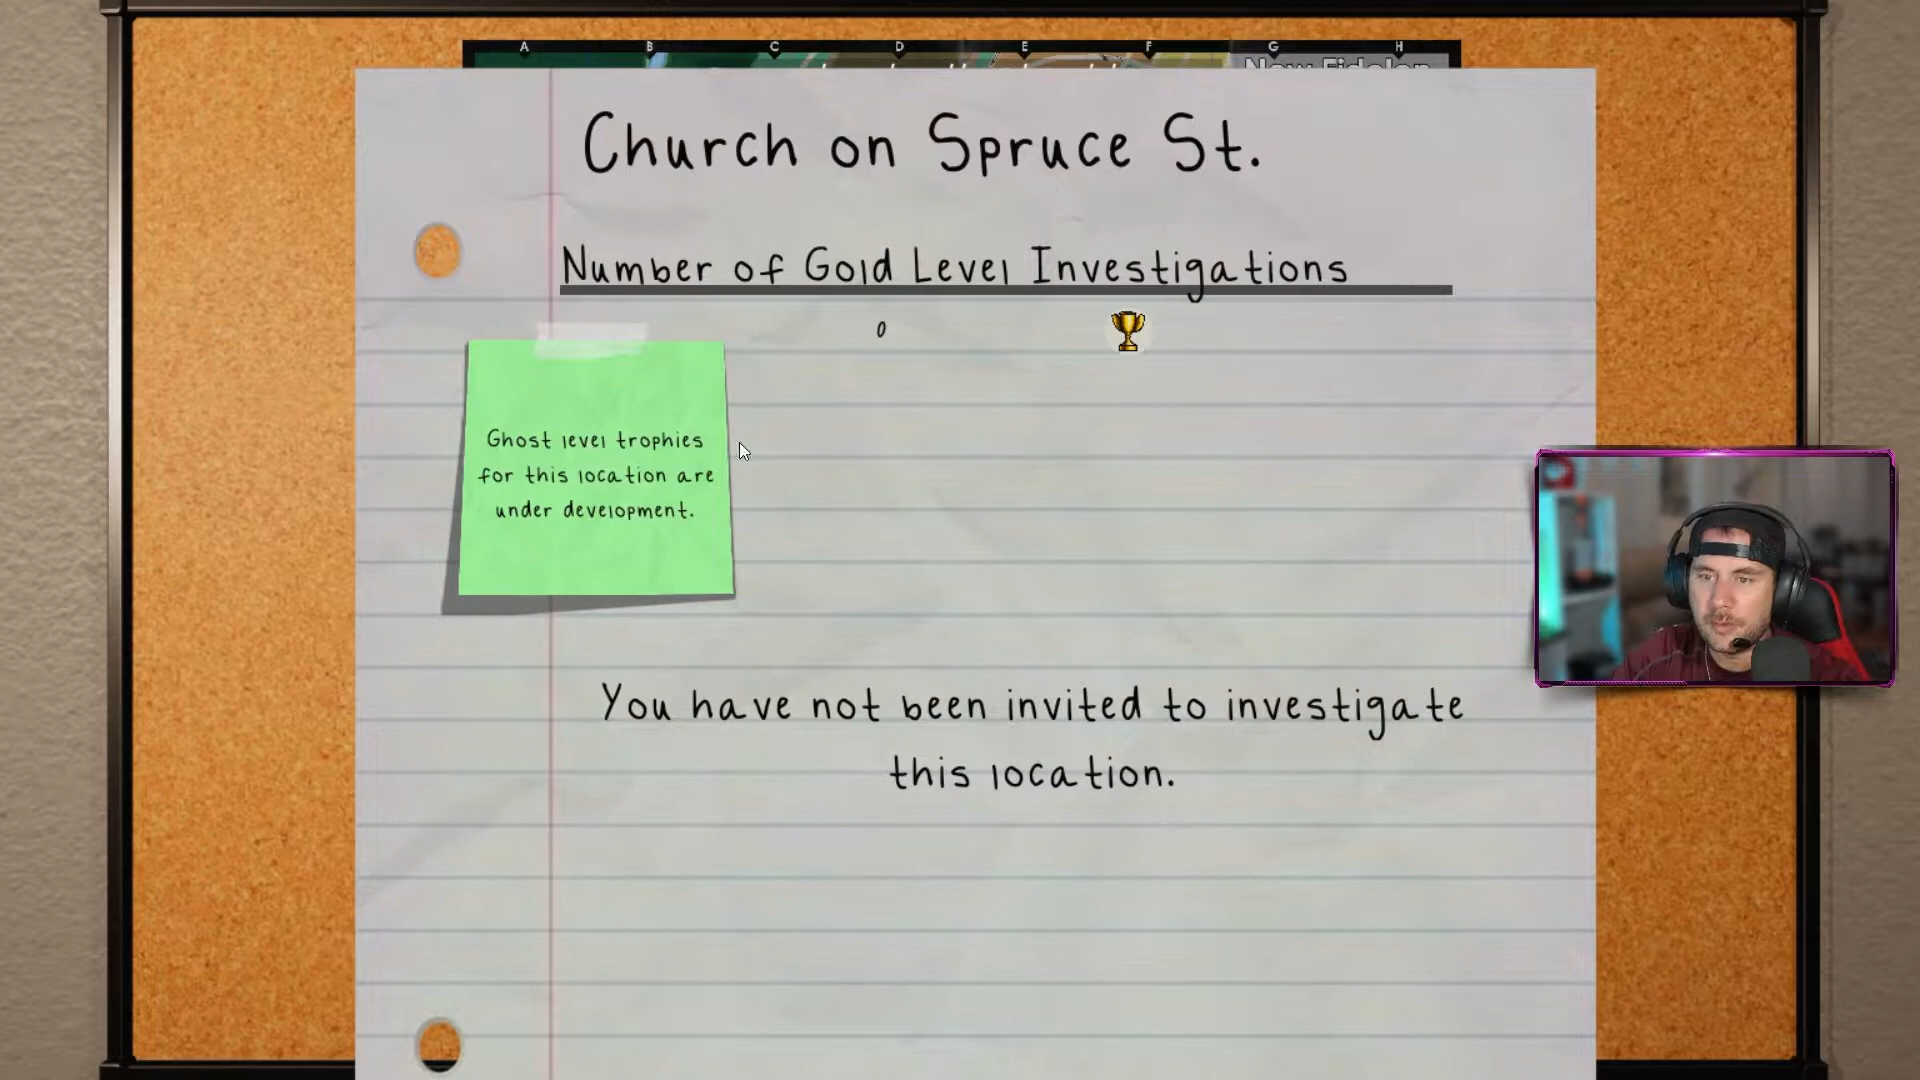 A B C D E F G H
Church on Spruce St.
Number of Gold Level Investigations
0
Ghost level trophies
for this location are
under development.
You have not been invited to investigate
this location.